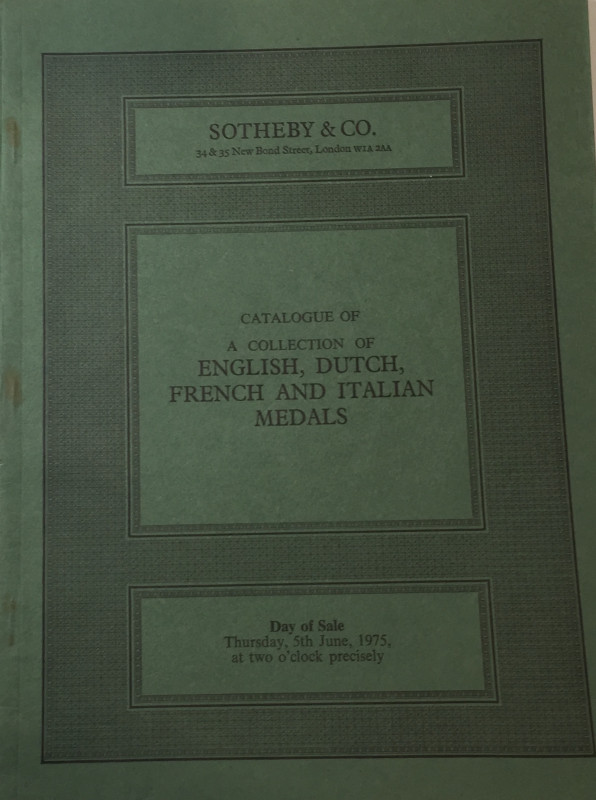 SOTHEBY & CO.
34 & 35 New Bond Street, London W1A 2AA
CATALOGUE OF
A COLLECTION OF
ENGLISH, DUTCH,
FRENCH AND ITALIAN
MEDALS
Day of Sale
Thursday, 5th June, 1975,
at two o'clock precisely